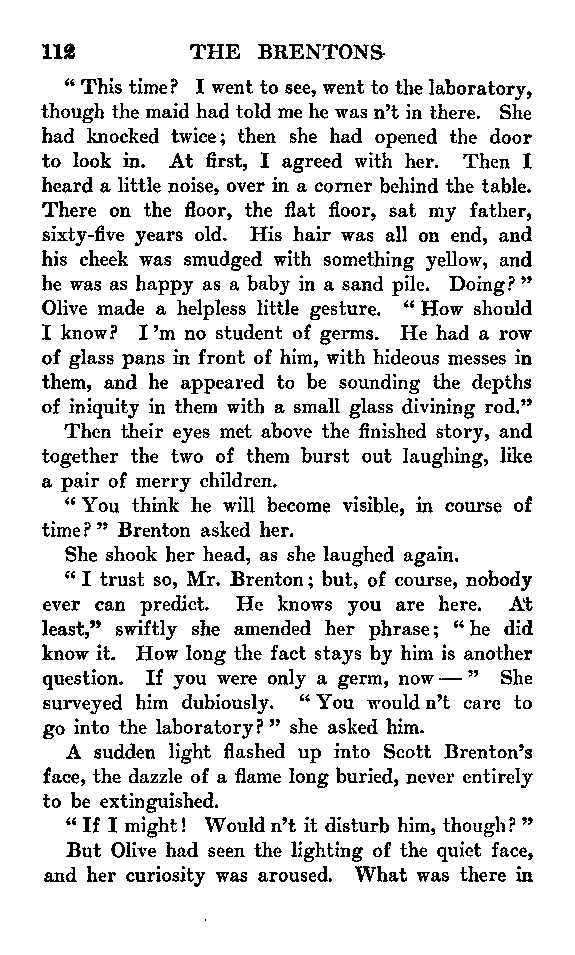 112 THE BRENTONS
“ This time? I went to see, went to the laboratory,
though the maid had told me he was n’t in there. She
had knocked twice; then she had opened the door
to look in. At first, I agreed with her. Then I
heard a little noise, over in a corner behind the table.
There on the floor, the flat floor, sat my father,
sixty-five years old. His hair was all on end, and
his cheek was smudged with something yellow, and
he was as happy as a baby in a sand pile. Doing? ”
Olive made a helpless little gesture. “ How should
I know? I ’m no student of germs. He had a row
of glass pans in front of him, with hideous messes in
them, and he appeared to be sounding the depths
of iniquity in them with a small glass divining rod.”
Then their eyes met above the finished story, and
together the two of them burst out laughing, like
a pair of merry children.
“ You think he will become visible, in course of
time? ” Brenton asked her.
She shook her head, as she laughed again.
“ I trust so, Mr. Brenton; but, of course, nobody
ever can predict. He knows you are here. At
least,” swiftly she amended her phrase; “ he did
know it. How long the fact stays by him is another
question. If you were only a germ, now — ” She
surveyed him dubiously. “ You would n’t care to
go into the laboratory? ” she asked him.
A sudden light flashed up into Scott Brenton’s
face, the dazzle of a flame long buried, never entirely
to be extinguished.
“ If I might! Would n’t it disturb him, though? ”
But Olive had seen the lighting of the quiet face,
and her curiosity was aroused. What was there in